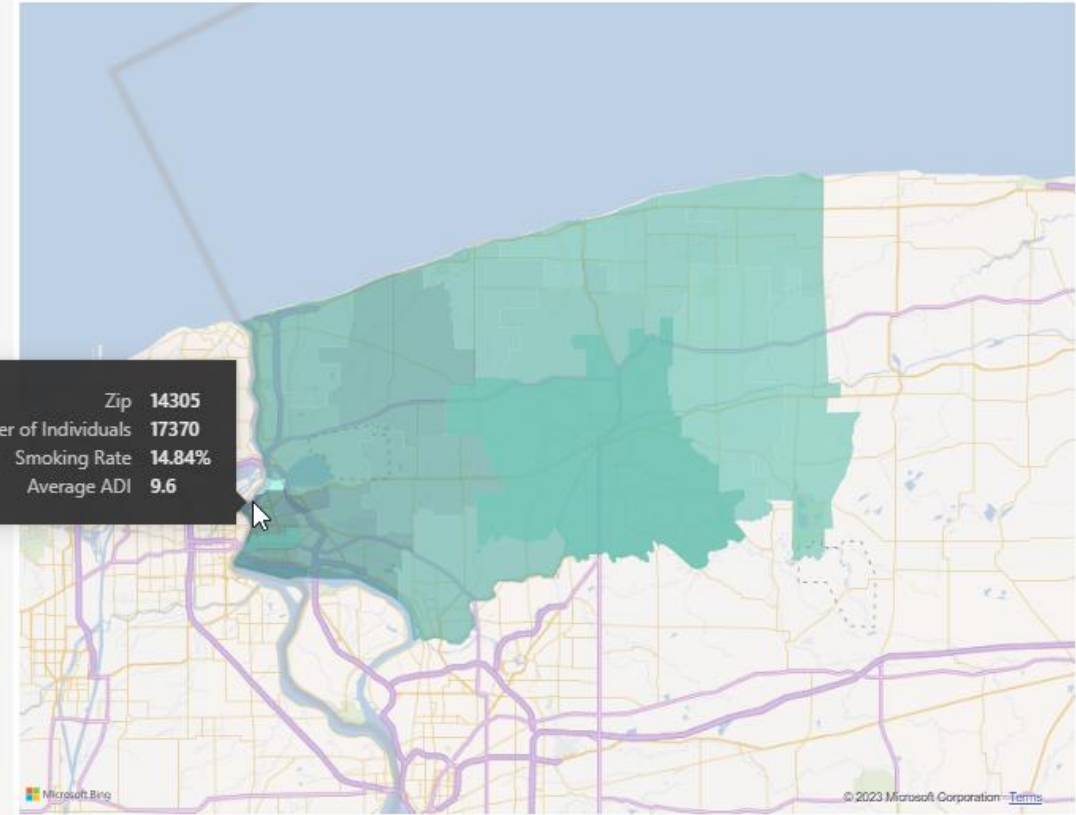 Zip 14305
er of Individuals 17370
Smoking Rate 14.84%
Average ADI 9.6
Microsoft Bing
© 2023 Microsoft Corporation Terms